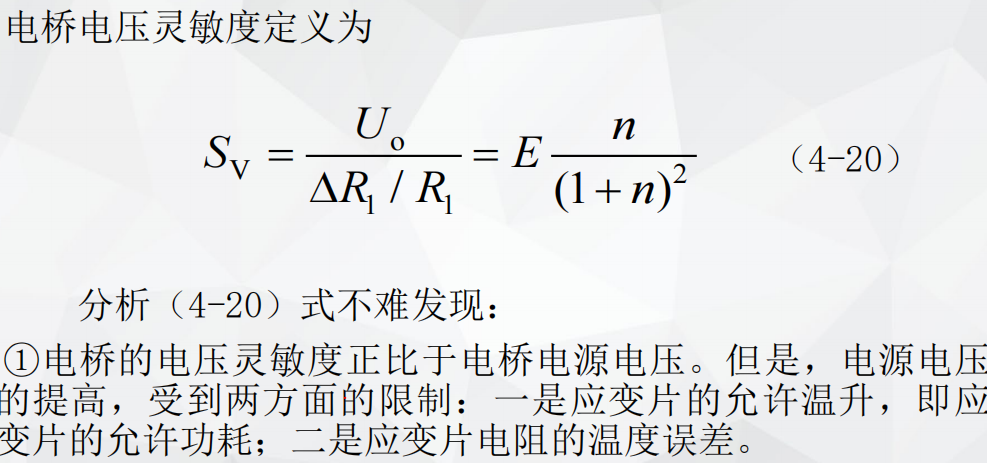 电桥电压灵敏度定义为
S_V = U_o / (ΔR_1 / R_1) = E n / (1 + n)^2 （4-20）
分析（4-20）式不难发现：
①电桥的电压灵敏度正比于电桥电源电压。但是，电源电压
的提高，受到两方面的限制：一是应变片的允许温升，即应
变片的允许功耗；二是应变片电阻的温度误差。